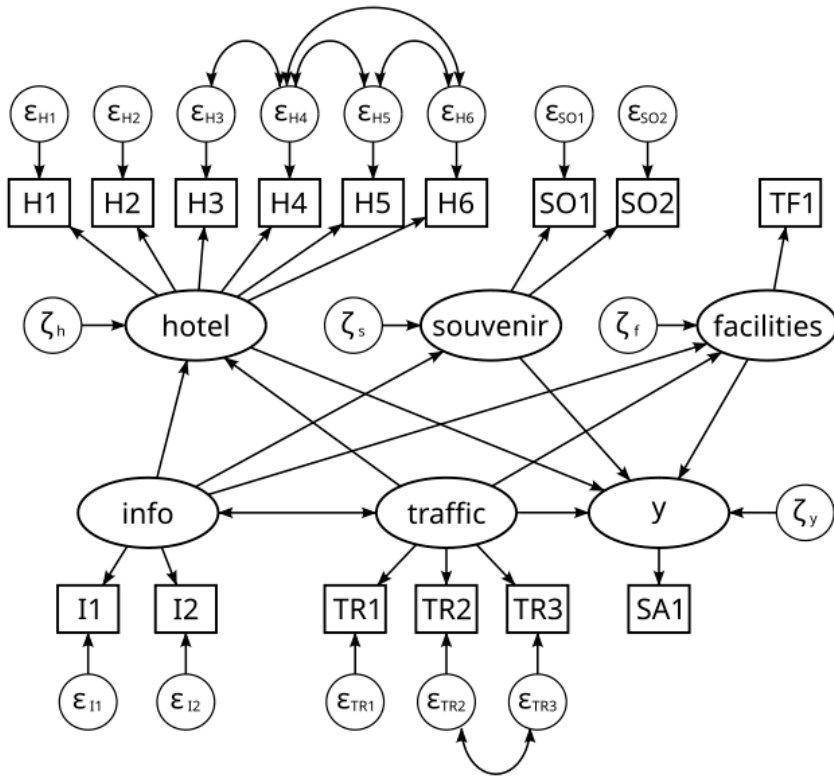 εH1 εH2 εH3 εH4 εH5 εH6 εSO1 εSO2
H1 H2 H3 H4 H5 H6 SO1 SO2 TF1
ζh hotel ζs souvenir ζf facilities
info traffic y ζy
I1 I2 TR1 TR2 TR3 SA1
εI1 εI2 εTR1 εTR2 εTR3